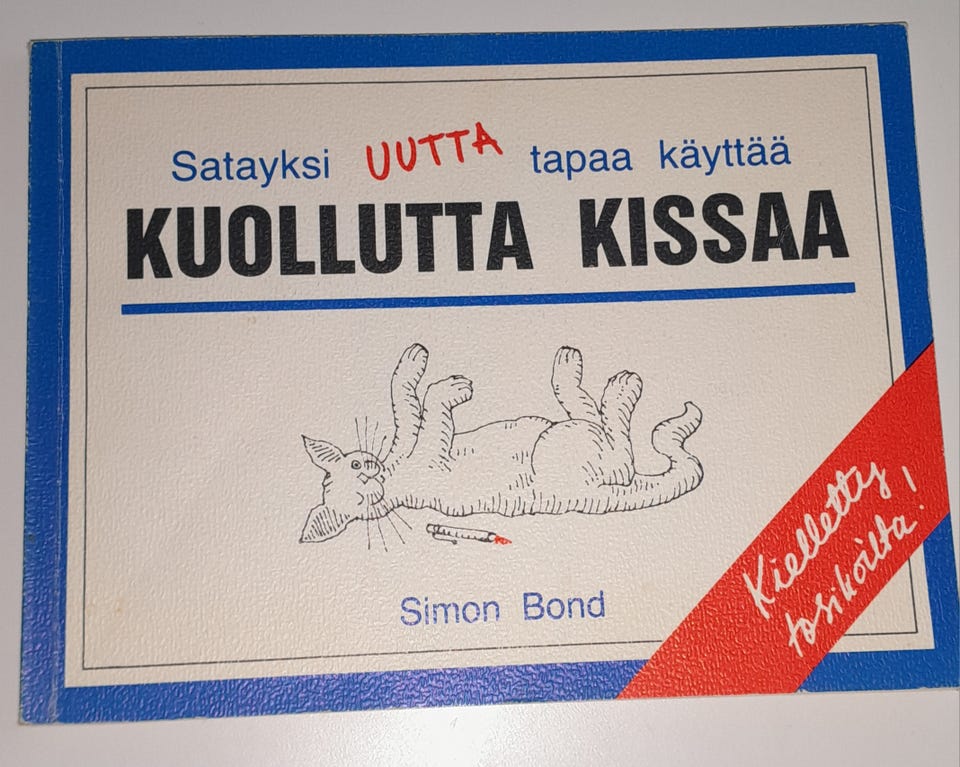 Satayksi UUTTA tapaa käyttää
KUOLLUTTA KISSAA
Simon Bond
Kielletty
tosikoilta!